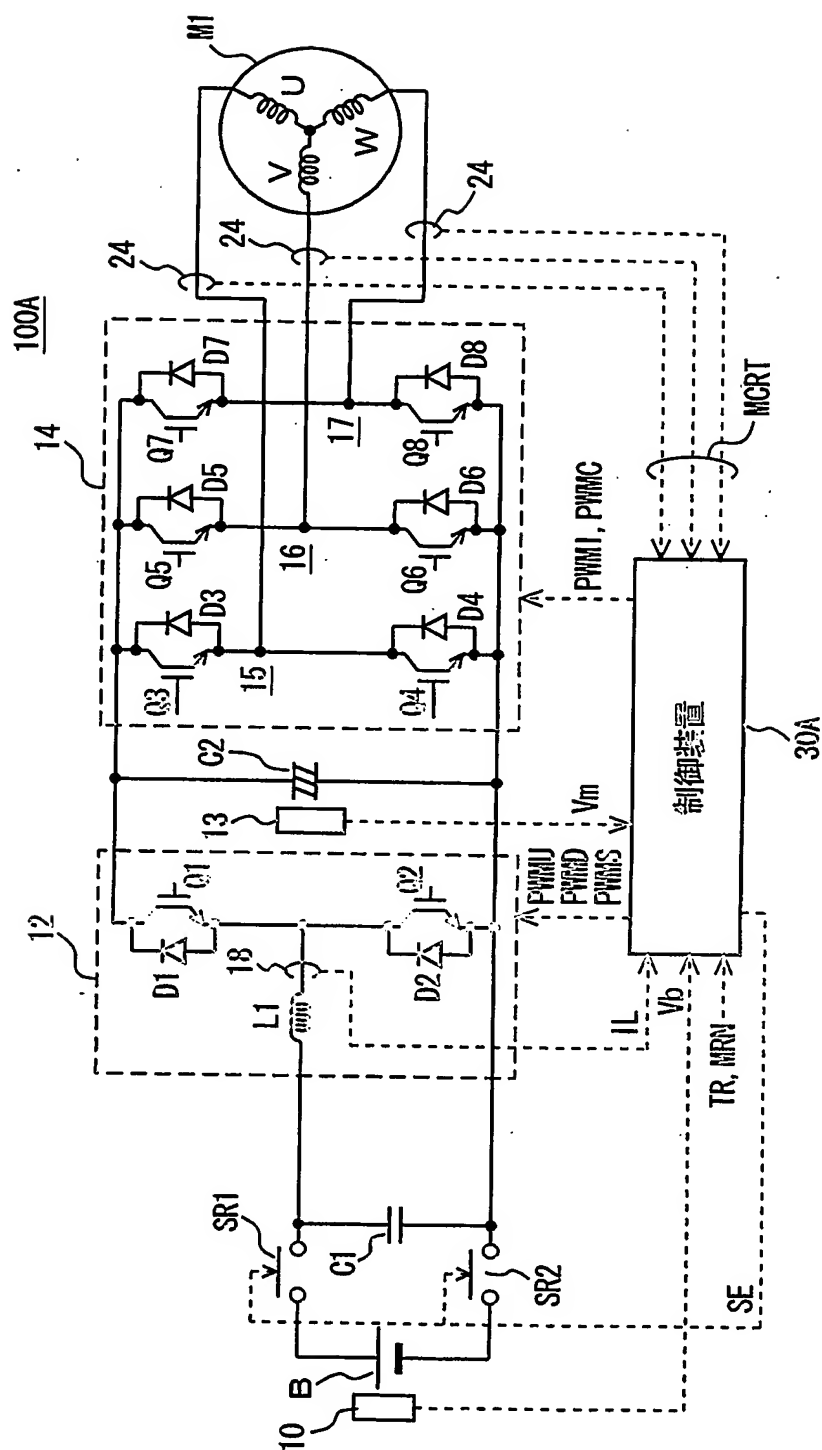 100A
12
14
M1
U
V
W
24
24
24
D1
Q1
D2
Q2
L1
18
13
C2
Q3
D3
Q5
D5
Q7
D7
15
16
17
Q4
D4
Q6
D6
Q8
D8
SR1
C1
SR2
B
10
SE
IL
Vb
TR, MRN
PWMU
PWMD
PWMS
Vm
PWMI, PWMC
MCRT
制御装置
30A